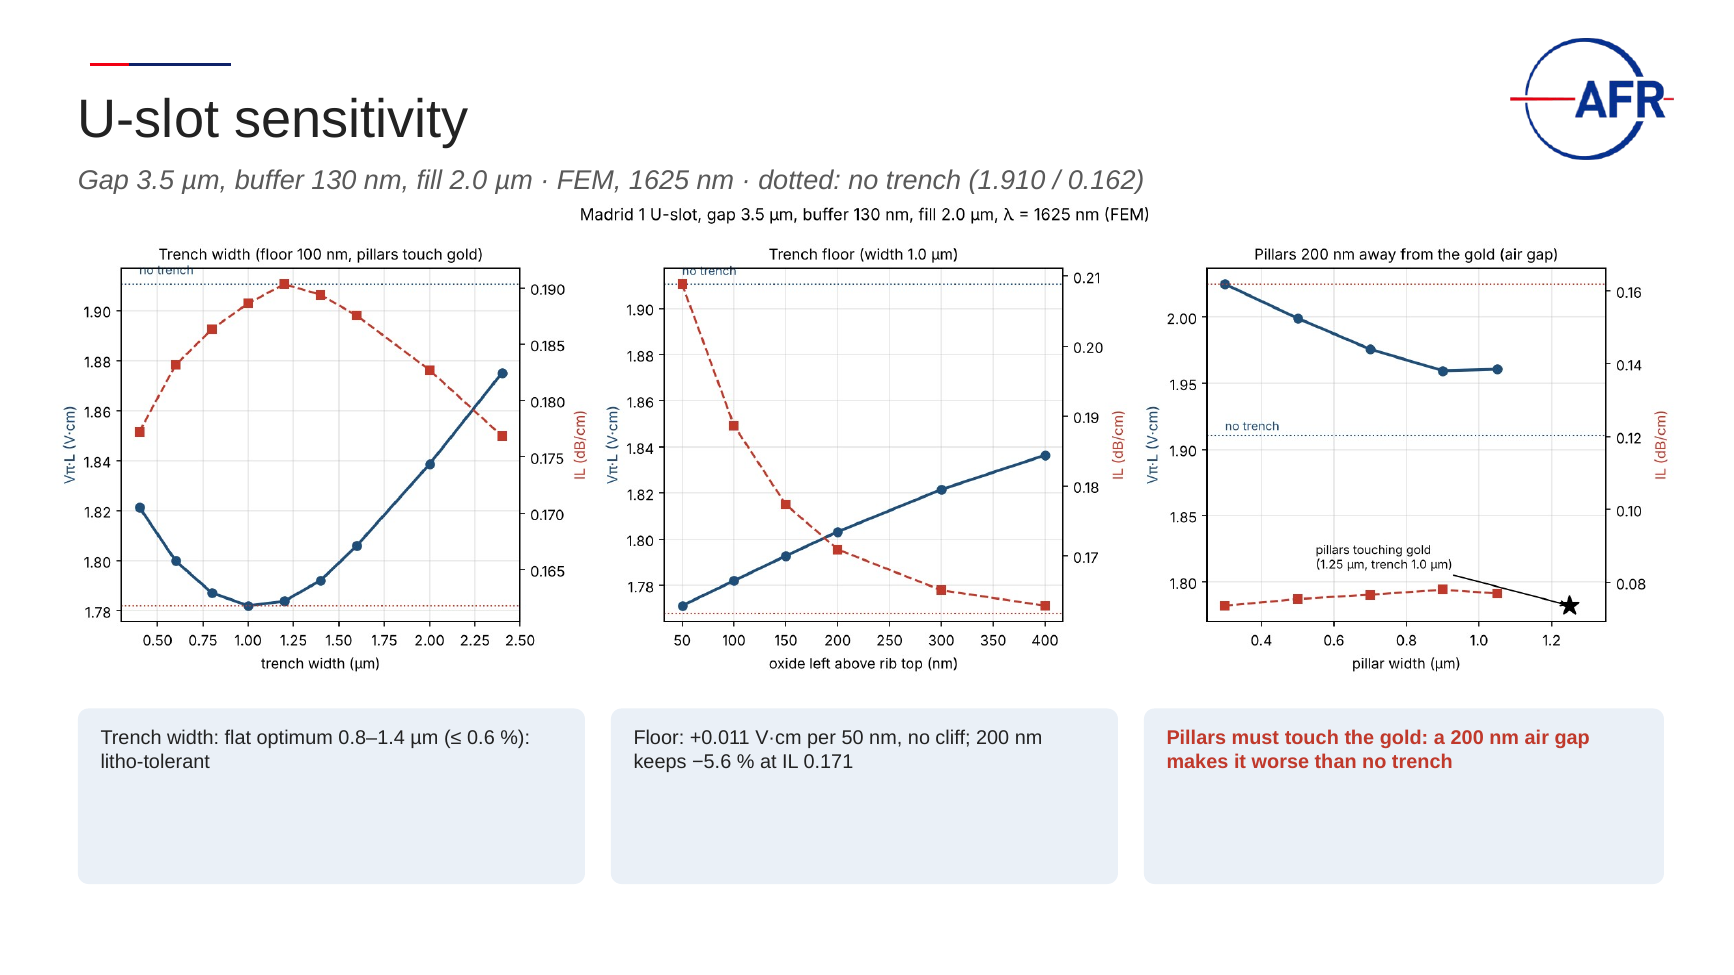 AFR
U-slot sensitivity
Gap 3.5 µm, buffer 130 nm, fill 2.0 µm · FEM, 1625 nm · dotted: no trench (1.910 / 0.162)
Madrid 1 U-slot, gap 3.5 µm, buffer 130 nm, fill 2.0 µm, λ = 1625 nm (FEM)
Trench width (floor 100 nm, pillars touch gold)
no trench
1.90
1.88
1.86
1.84
1.82
1.80
1.78
Vπ·L (V·cm)
0.190
0.185
0.180
0.175
0.170
0.165
IL (dB/cm)
0.50 0.75 1.00 1.25 1.50 1.75 2.00 2.25 2.50
trench width (µm)
Trench floor (width 1.0 µm)
no trench
1.90
1.88
1.86
1.84
1.82
1.80
1.78
Vπ·L (V·cm)
0.21
0.20
0.19
0.18
0.17
IL (dB/cm)
50 100 150 200 250 300 350 400
oxide left above rib top (nm)
Pillars 200 nm away from the gold (air gap)
2.00
1.95
1.90
1.85
1.80
Vπ·L (V·cm)
no trench
pillars touching gold
(1.25 µm, trench 1.0 µm)
0.16
0.14
0.12
0.10
0.08
IL (dB/cm)
0.4 0.6 0.8 1.0 1.2
pillar width (µm)
Trench width: flat optimum 0.8–1.4 µm (≤ 0.6 %):
litho-tolerant
Floor: +0.011 V·cm per 50 nm, no cliff; 200 nm
keeps −5.6 % at IL 0.171
Pillars must touch the gold: a 200 nm air gap
makes it worse than no trench